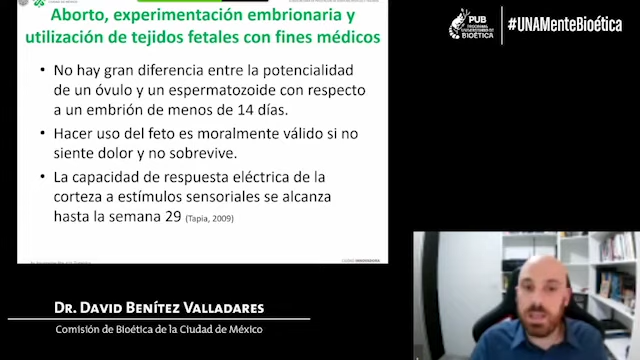 Aborto, experimentación embrionaria y
utilización de tejidos fetales con fines médicos
• No hay gran diferencia entre la potencialidad
de un óvulo y un espermatozoide con respecto
a un embrión de menos de 14 días.
• Hacer uso del feto es moralmente válido si no
siente dolor y no sobrevive.
• La capacidad de respuesta eléctrica de la
corteza a estímulos sensoriales se alcanza
hasta la semana 29 (Tapia, 2009)
PUB
BIOÉTICA
#UNAMenteBioética
DR. DAVID BENÍTEZ VALLADARES
Comisión de Bioética de la Ciudad de México